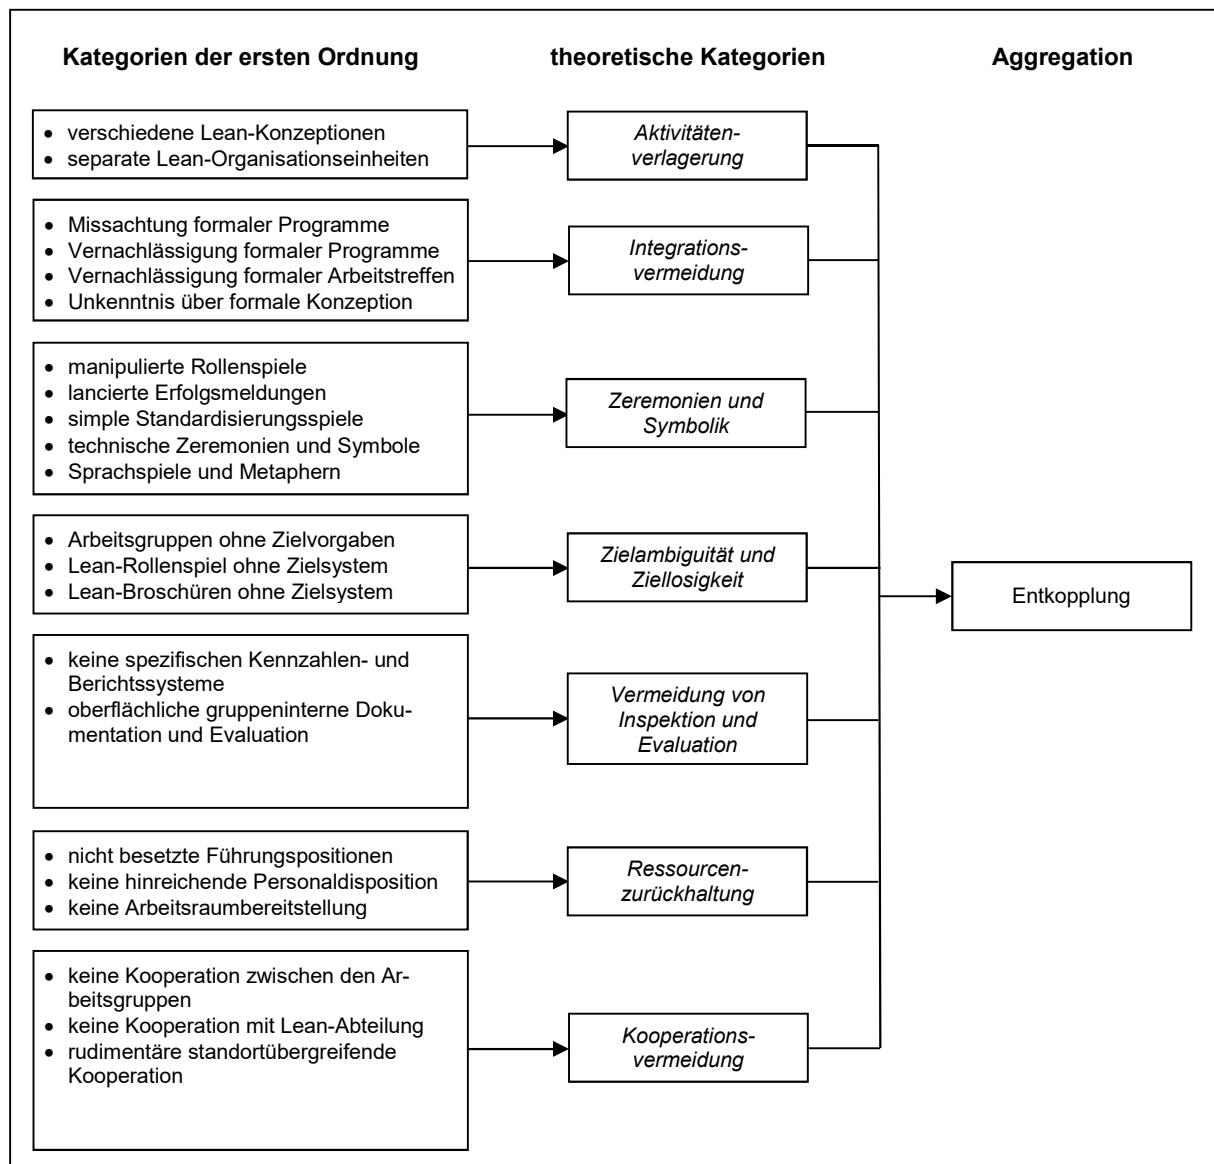 Kategorien der ersten Ordnung
theoretische Kategorien
Aggregation
• verschiedene Lean-Konzeptionen
• separate Lean-Organisationseinheiten
Aktivitäten-
verlagerung
• Missachtung formaler Programme
• Vernachlässigung formaler Programme
• Vernachlässigung formaler Arbeitstreffen
• Unkenntnis über formale Konzeption
Integrations-
vermeidung
• manipulierte Rollenspiele
• lancierte Erfolgsmeldungen
• simple Standardisierungsspiele
• technische Zeremonien und Symbole
• Sprachspiele und Metaphern
Zeremonien und
Symbolik
• Arbeitsgruppen ohne Zielvorgaben
• Lean-Rollenspiel ohne Zielsystem
• Lean-Broschüren ohne Zielsystem
Zielambiguität und
Ziellosigkeit
Entkopplung
• keine spezifischen Kennzahlen- und
Berichtssysteme
• oberflächliche gruppeninterne Doku-
mentation und Evaluation
Vermeidung von
Inspektion und
Evaluation
• nicht besetzte Führungspositionen
• keine hinreichende Personaldisposition
• keine Arbeitsraumbereitstellung
Ressourcen-
zurückhaltung
• keine Kooperation zwischen den Ar-
beitsgruppen
• keine Kooperation mit Lean-Abteilung
• rudimentäre standortübergreifende
Kooperation
Kooperations-
vermeidung